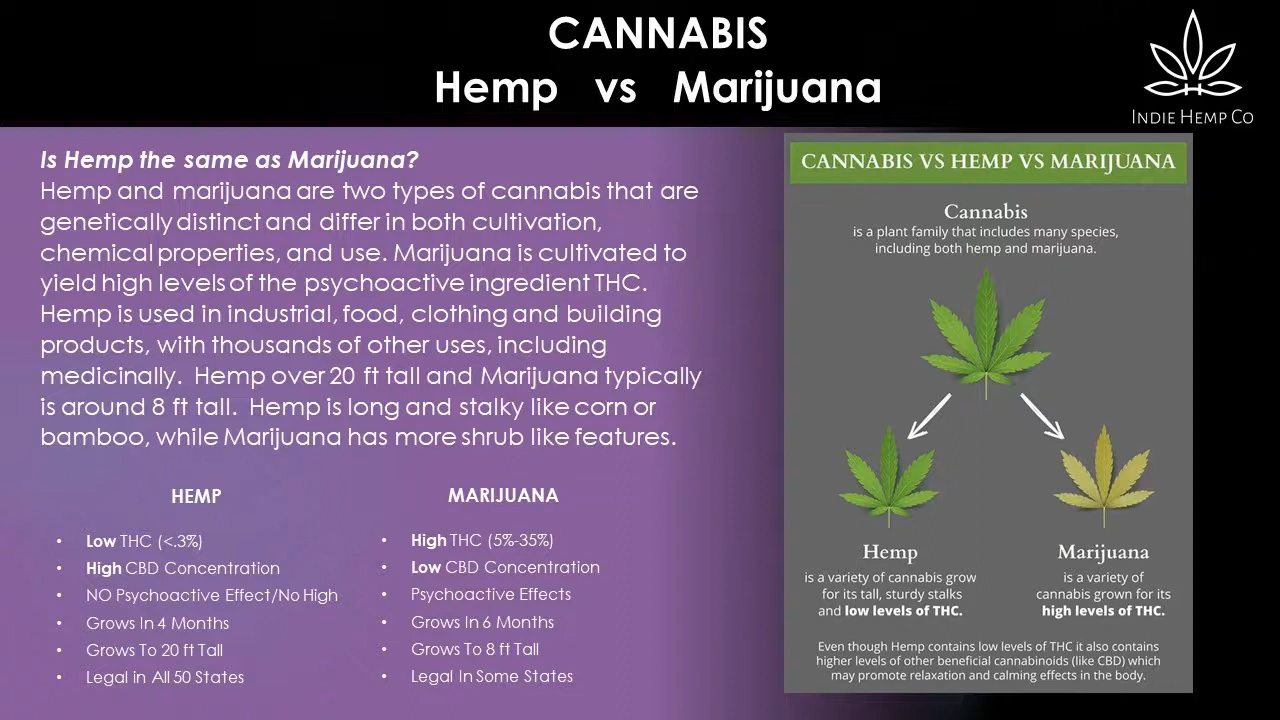 CANNABIS
Hemp vs Marijuana
INDIE HEMP CO
Is Hemp the same as Marijuana?
Hemp and marijuana are two types of cannabis that are
genetically distinct and differ in both cultivation,
chemical properties, and use. Marijuana is cultivated to
yield high levels of the psychoactive ingredient THC.
Hemp is used in industrial, food, clothing and building
products, with thousands of other uses, including
medicinally. Hemp over 20 ft tall and Marijuana typically
is around 8 ft tall. Hemp is long and stalky like corn or
bamboo, while Marijuana has more shrub like features.
HEMP
• Low THC (<.3%)
• High CBD Concentration
• NO Psychoactive Effect/No High
• Grows In 4 Months
• Grows To 20 ft Tall
• Legal in All 50 States
MARIJUANA
• High THC (5%-35%)
• Low CBD Concentration
• Psychoactive Effects
• Grows In 6 Months
• Grows To 8 ft Tall
• Legal In Some States
CANNABIS VS HEMP VS MARIJUANA
Cannabis
is a plant family that includes many species,
including both hemp and marijuana.
Hemp
is a variety of cannabis grow
for its tall, sturdy stalks
and low levels of THC.
Marijuana
is a variety of
cannabis grown for its
high levels of THC.
Even though Hemp contains low levels of THC it also contains
higher levels of other beneficial cannabinoids (like CBD) which
may promote relaxation and calming effects in the body.